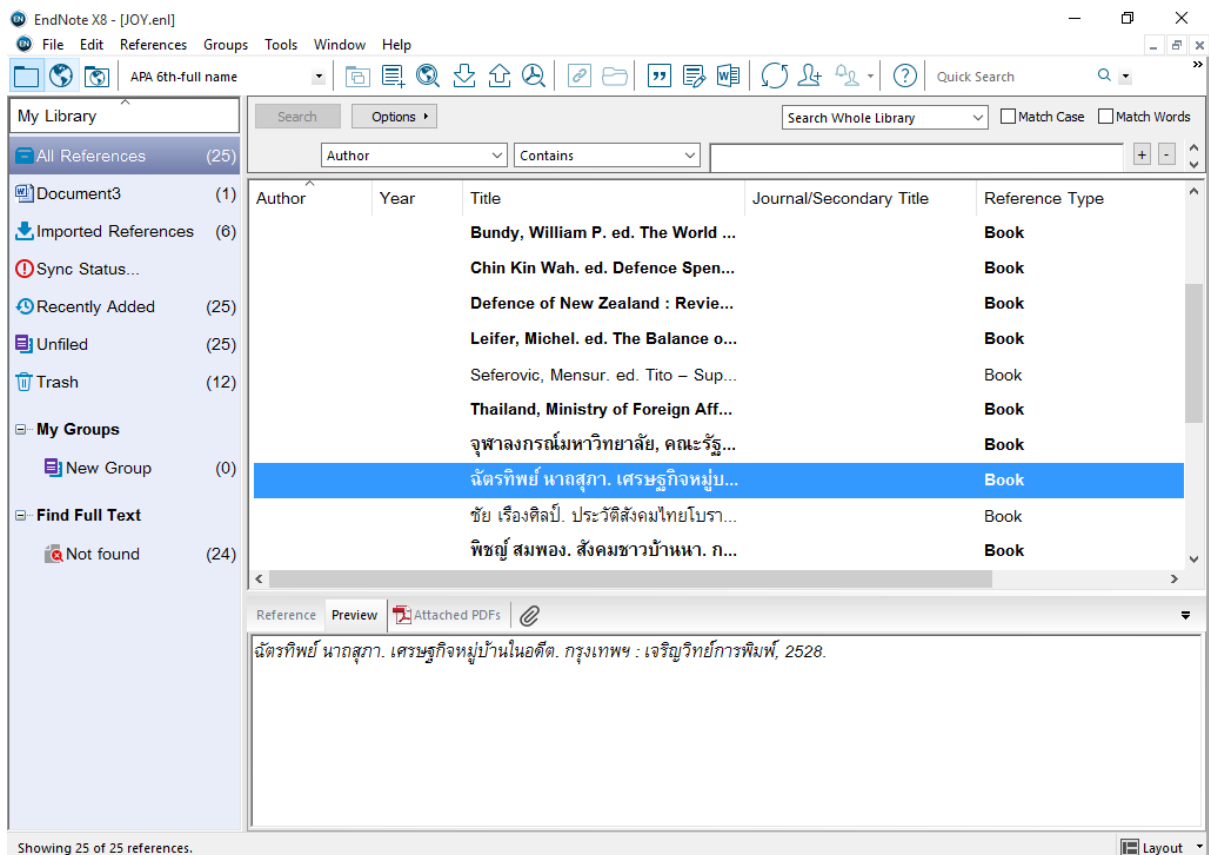 EndNote X8 - [JOY.enl]
File Edit References Groups Tools Window Help
APA 6th-full name Quick Search
My Library
All References (25)
Document3 (1)
Imported References (6)
Sync Status...
Recently Added (25)
Unfiled (25)
Trash (12)
My Groups
New Group (0)
Find Full Text
Not found (24)
Search Options Search Whole Library Match Case Match Words
Author Contains + -
Author Year Title Journal/Secondary Title Reference Type
Bundy, William P. ed. The World ... Book
Chin Kin Wah. ed. Defence Spen... Book
Defence of New Zealand : Revie... Book
Leifer, Michel. ed. The Balance o... Book
Seferovic, Mensur. ed. Tito – Sup... Book
Thailand, Ministry of Foreign Aff... Book
จุฬาลงกรณ์มหาวิทยาลัย, คณะรัฐ... Book
ฉัตรทิพย์ นาถสุภา. เศรษฐกิจหมู่บ... Book
ชัย เรืองศิลป์. ประวัติสังคมไทยโบรา... Book
พิชญ์ สมพอง. สังคมชาวบ้านนา. ก... Book
Reference Preview Attached PDFs
ฉัตรทิพย์ นาถสุภา. เศรษฐกิจหมู่บ้านในอดีต. กรุงเทพฯ : เจริญวิทย์การพิมพ์, 2528.
Showing 25 of 25 references. Layout